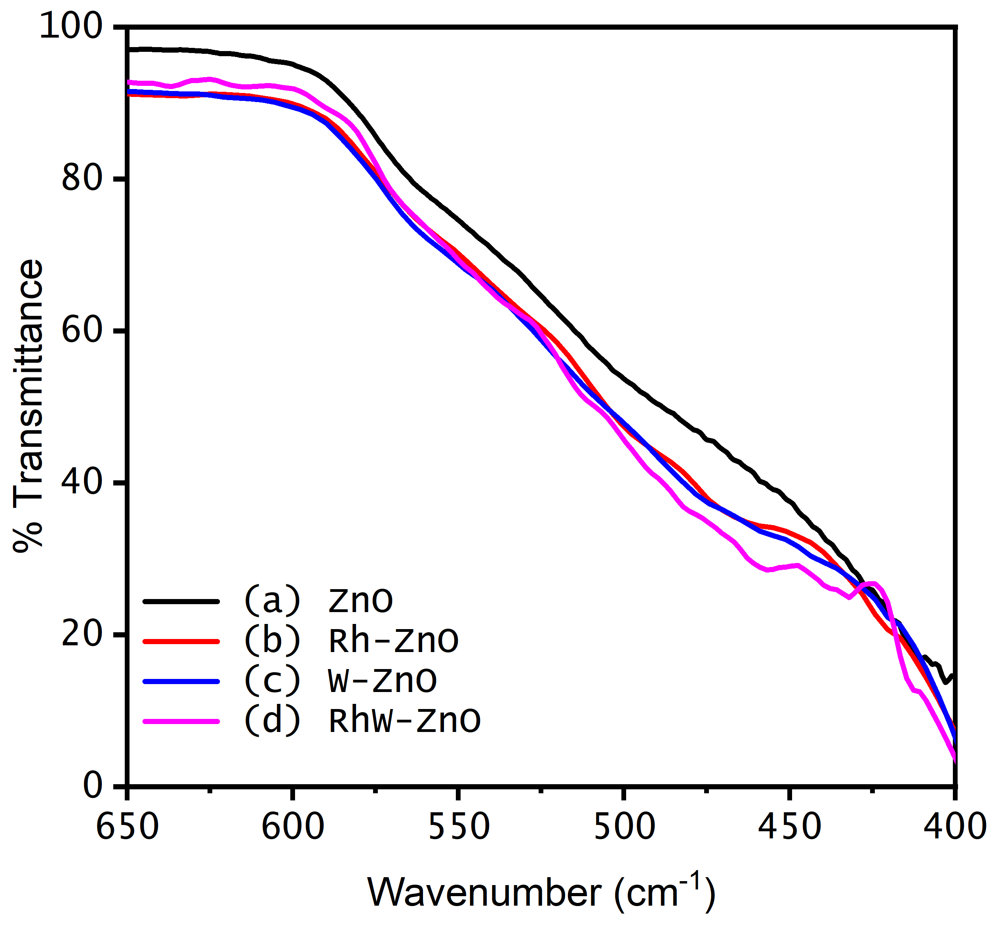 100
80
60
40
20
0
% Transmittance
(a) ZnO
(b) Rh-ZnO
(c) W-ZnO
(d) RhW-ZnO
650 600 550 500 450 400
Wavenumber (cm⁻¹)